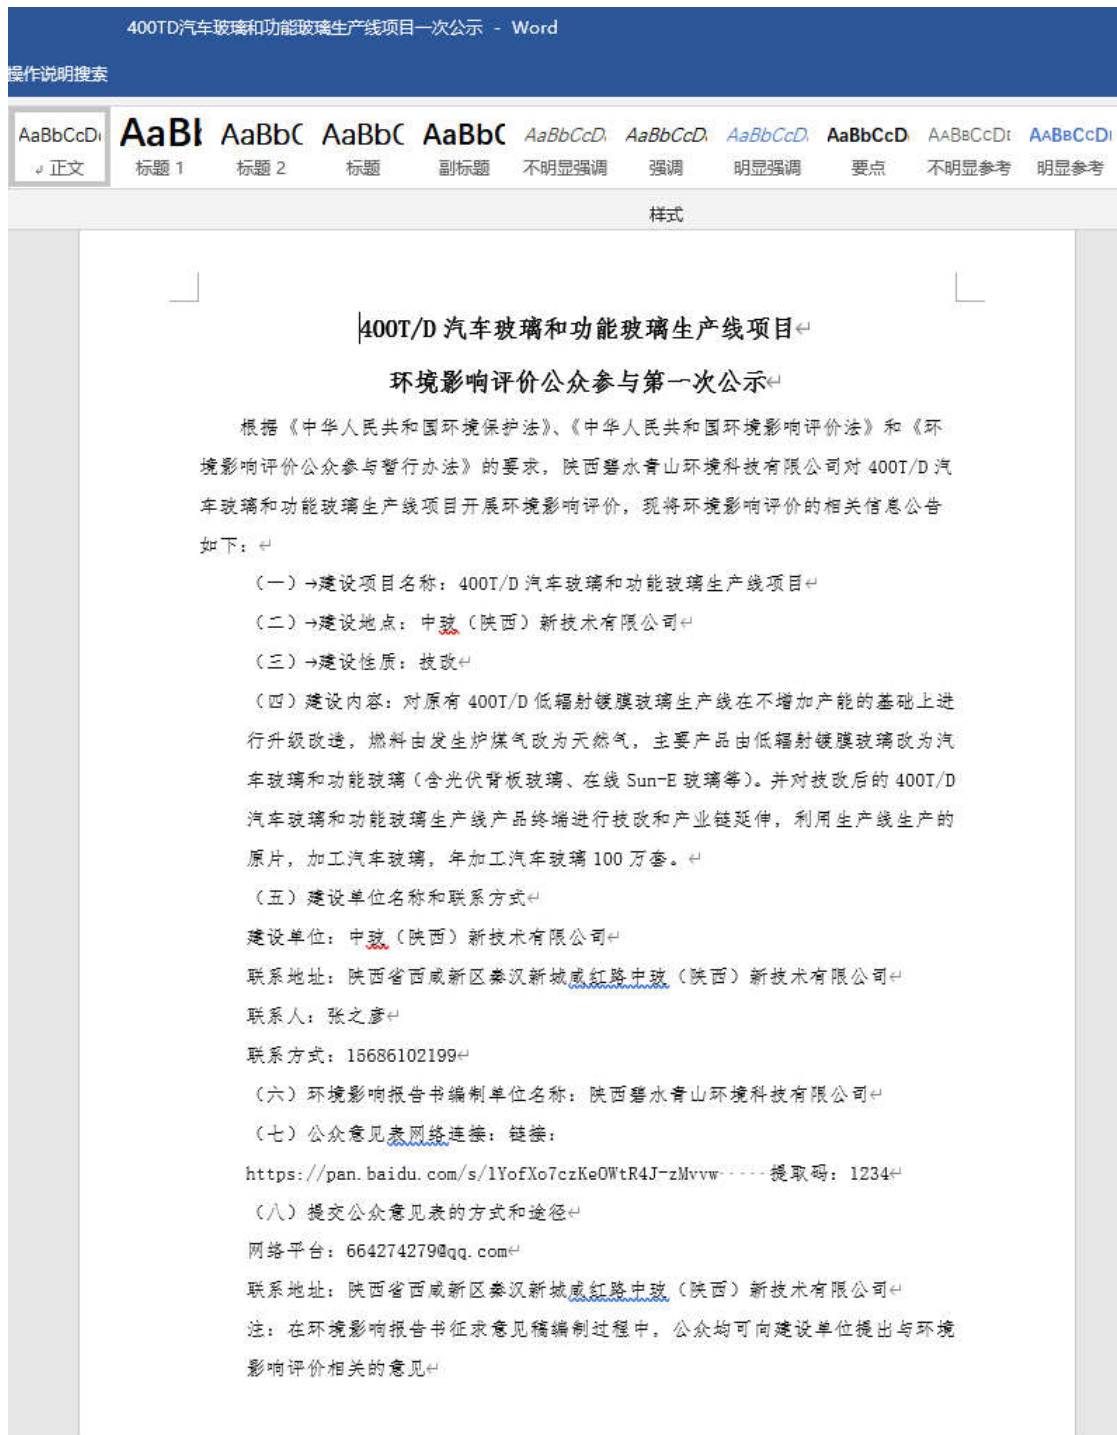 400TD汽车玻璃和功能玻璃生产线项目一次公示 - Word
操作说明搜索
AaBbCcDc AaBl AaBbC AaBbC AaBbC AaBbCcD. AaBbCcD. AaBbCcD. AaBbCcD AaBbCcDt AaBbCcDt
↲ 正文 标题 1 标题 2 标题 副标题 不明显强调 强调 明显强调 要点 不明显参考 明显参考
样式
400T/D 汽车玻璃和功能玻璃生产线项目↵
环境影响评价公众参与第一次公示↵
根据《中华人民共和国环境保护法》、《中华人民共和国环境影响评价法》和《环
境影响评价公众参与暂行办法》的要求，陕西碧水青山环境科技有限公司对 400T/D 汽
车玻璃和功能玻璃生产线项目开展环境影响评价，现将环境影响评价的相关信息公告
如下：↵
（一）→建设项目名称：400T/D 汽车玻璃和功能玻璃生产线项目↵
（二）→建设地点：中玻（陕西）新技术有限公司↵
（三）→建设性质：技改↵
（四）建设内容：对原有 400T/D 低辐射镀膜玻璃生产线在不增加产能的基础上进
行升级改造，燃料由发生炉煤气改为天然气，主要产品由低辐射镀膜玻璃改为汽
车玻璃和功能玻璃（含光伏背板玻璃、在线 Sun-E 玻璃等）。并对技改后的 400T/D
汽车玻璃和功能玻璃生产线产品终端进行技改和产业链延伸，利用生产线生产的
原片，加工汽车玻璃，年加工汽车玻璃 100 万套。↵
（五）建设单位名称和联系方式↵
建设单位：中玻（陕西）新技术有限公司↵
联系地址：陕西省西咸新区秦汉新城咸红路中玻（陕西）新技术有限公司↵
联系人：张之彦↵
联系方式：15686102199↵
（六）环境影响报告书编制单位名称：陕西碧水青山环境科技有限公司↵
（七）公众意见表网络连接：链接：
https://pan.baidu.com/s/1YofXo7czKeOWtR4J-zMvvw·····提取码：1234↵
（八）提交公众意见表的方式和途径↵
网络平台：664274279@qq.com↵
联系地址：陕西省西咸新区秦汉新城咸红路中玻（陕西）新技术有限公司↵
注：在环境影响报告书征求意见稿编制过程中，公众均可向建设单位提出与环境
影响评价相关的意见↵